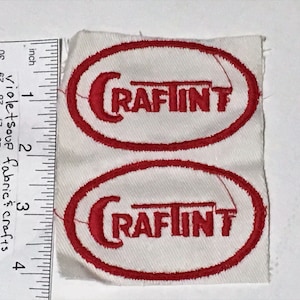 inch
1
2
3
4
violetsoup fabric & crafts
CRAFTINT
CRAFTINT